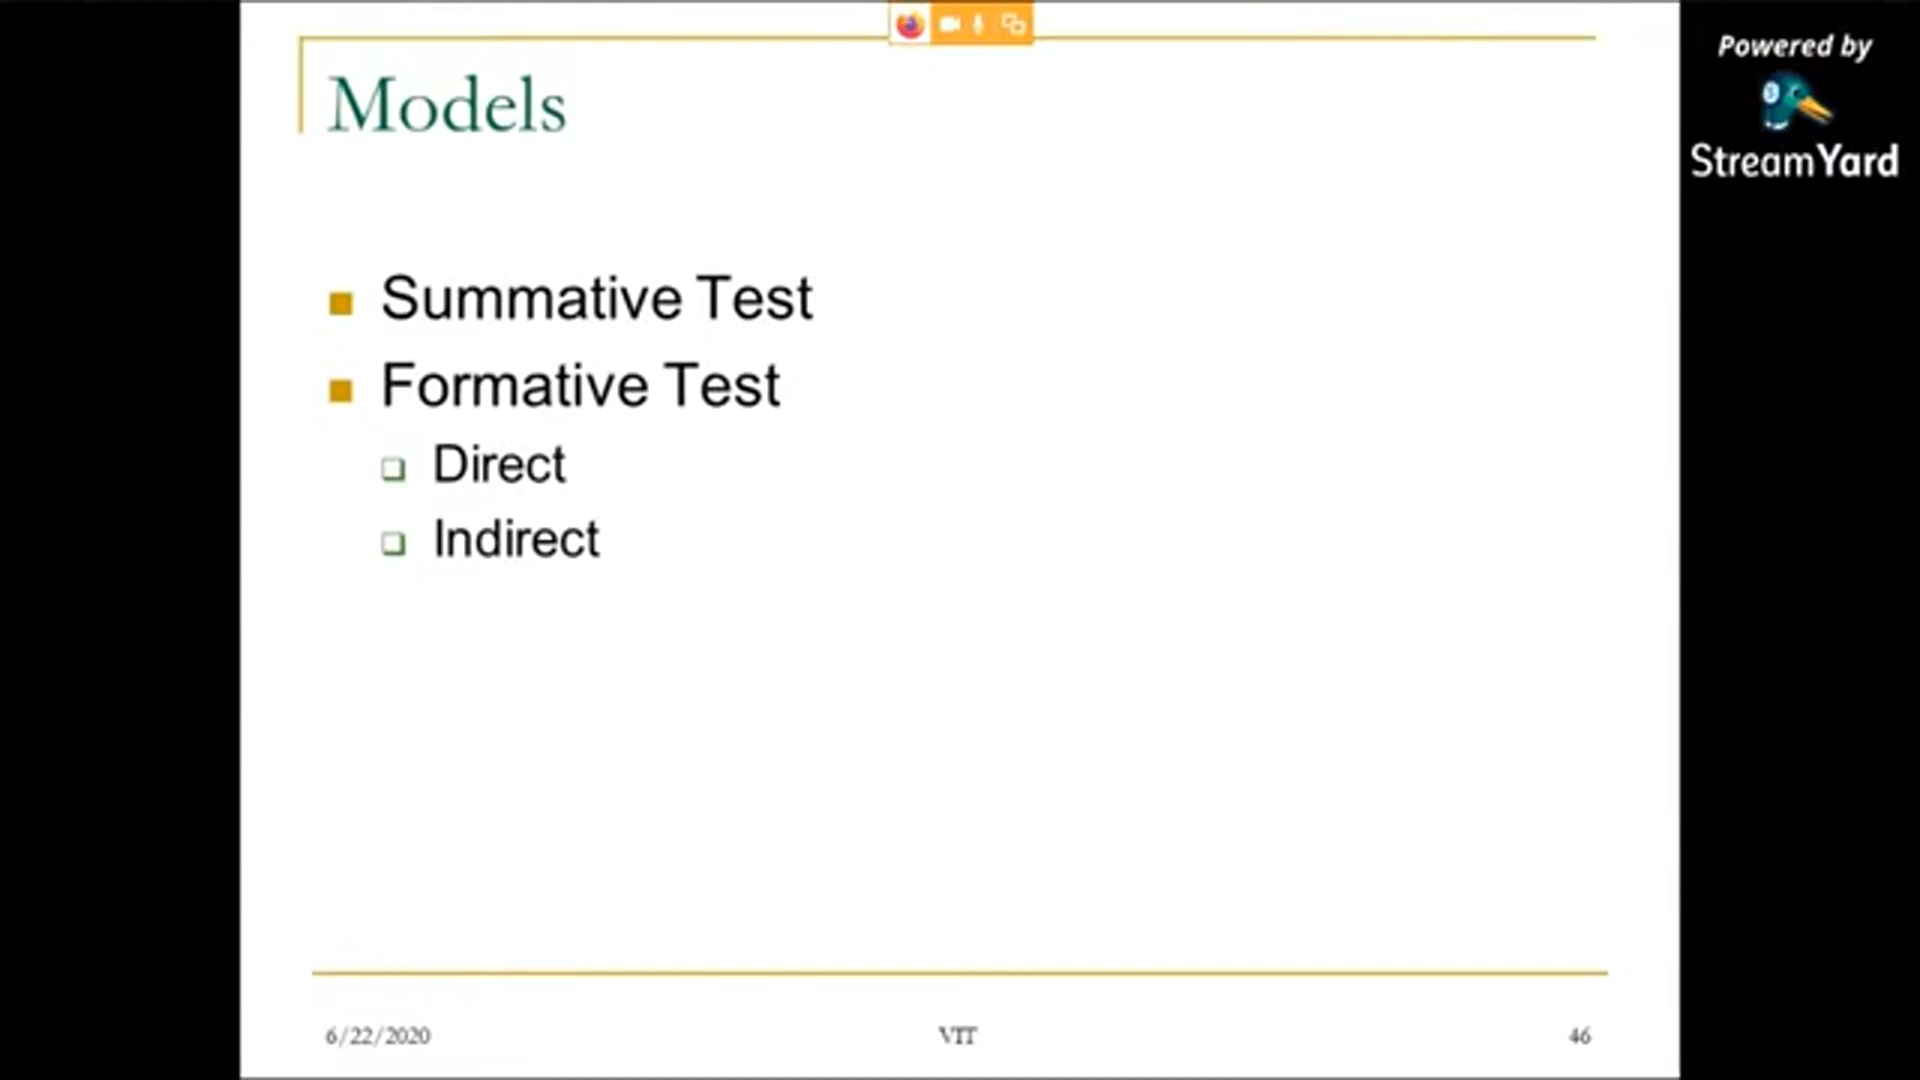 Powered by
StreamYard
Models
Summative Test
Formative Test
Direct
Indirect
6/22/2020
VIT
46